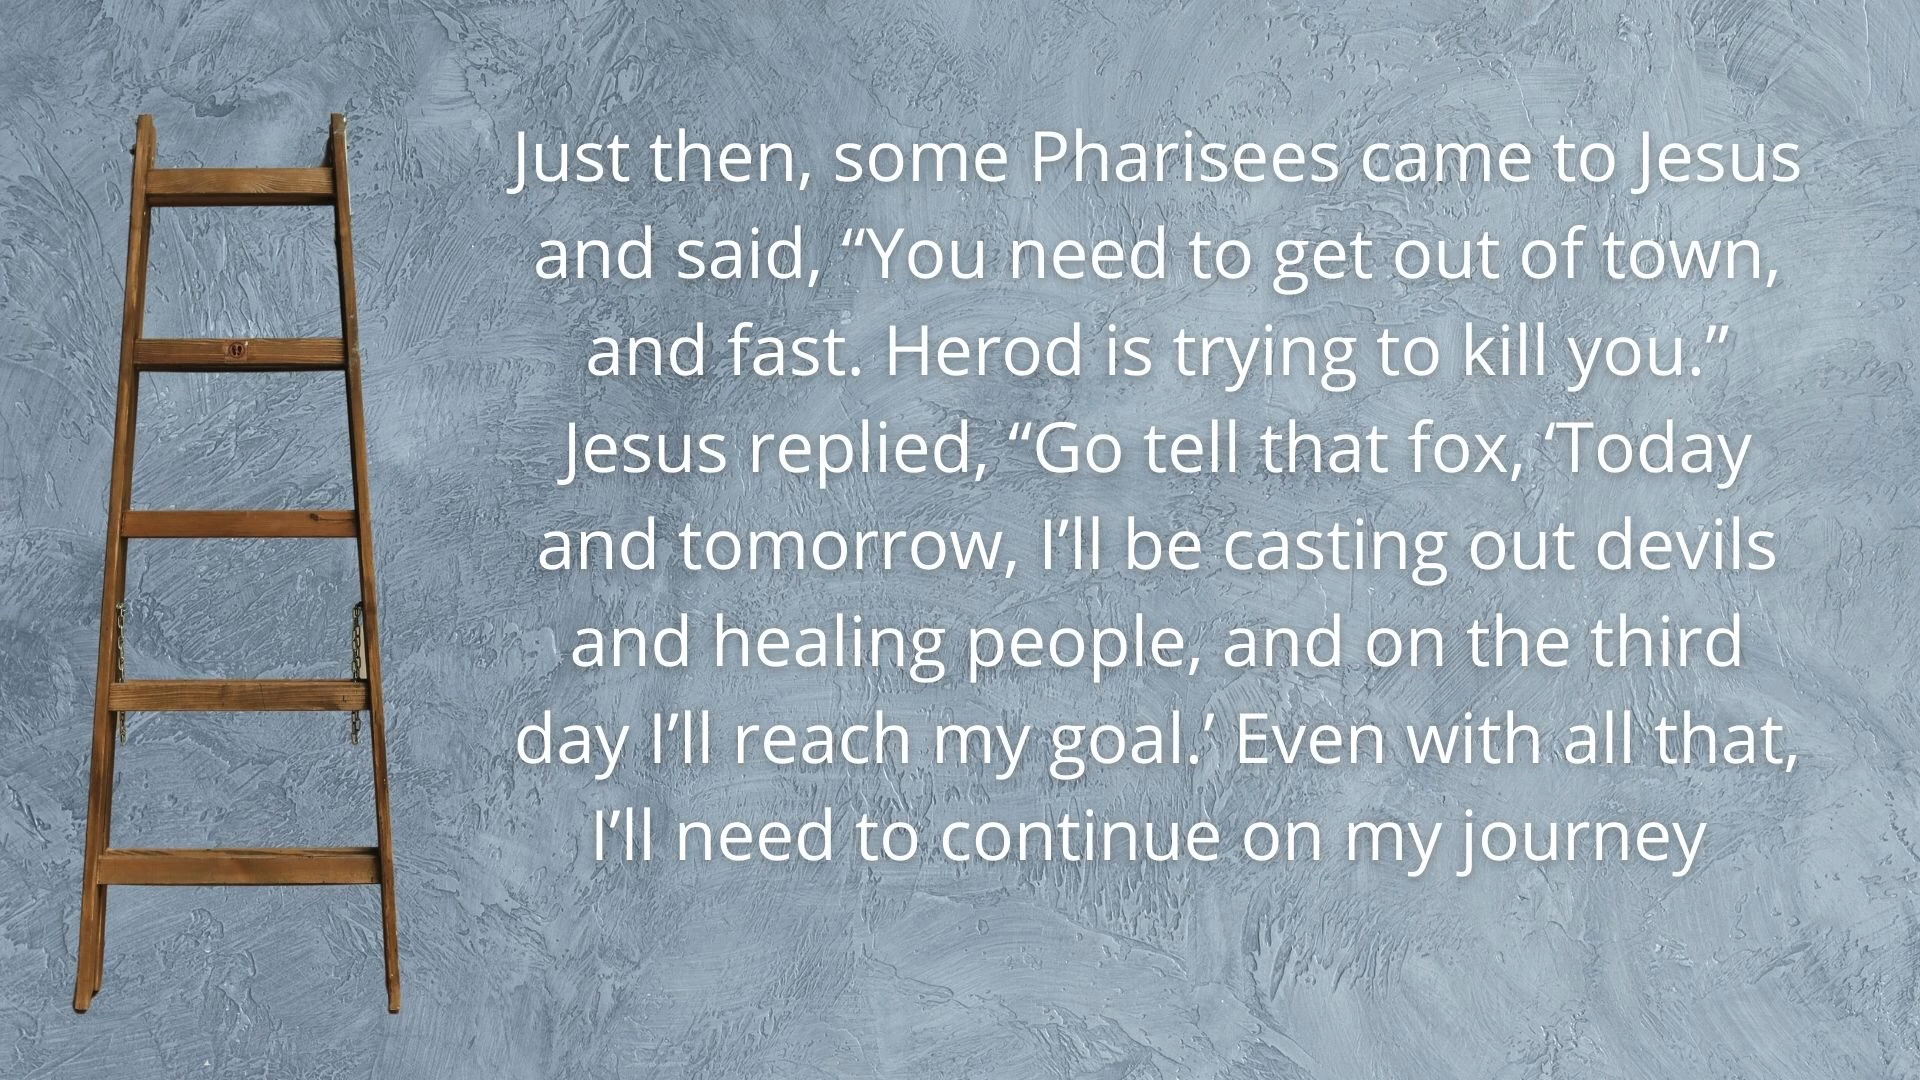 Just then, some Pharisees came to Jesus
and said, “You need to get out of town,
and fast. Herod is trying to kill you.”
Jesus replied, “Go tell that fox, ‘Today
and tomorrow, I’ll be casting out devils
and healing people, and on the third
day I’ll reach my goal.’ Even with all that,
I’ll need to continue on my journey